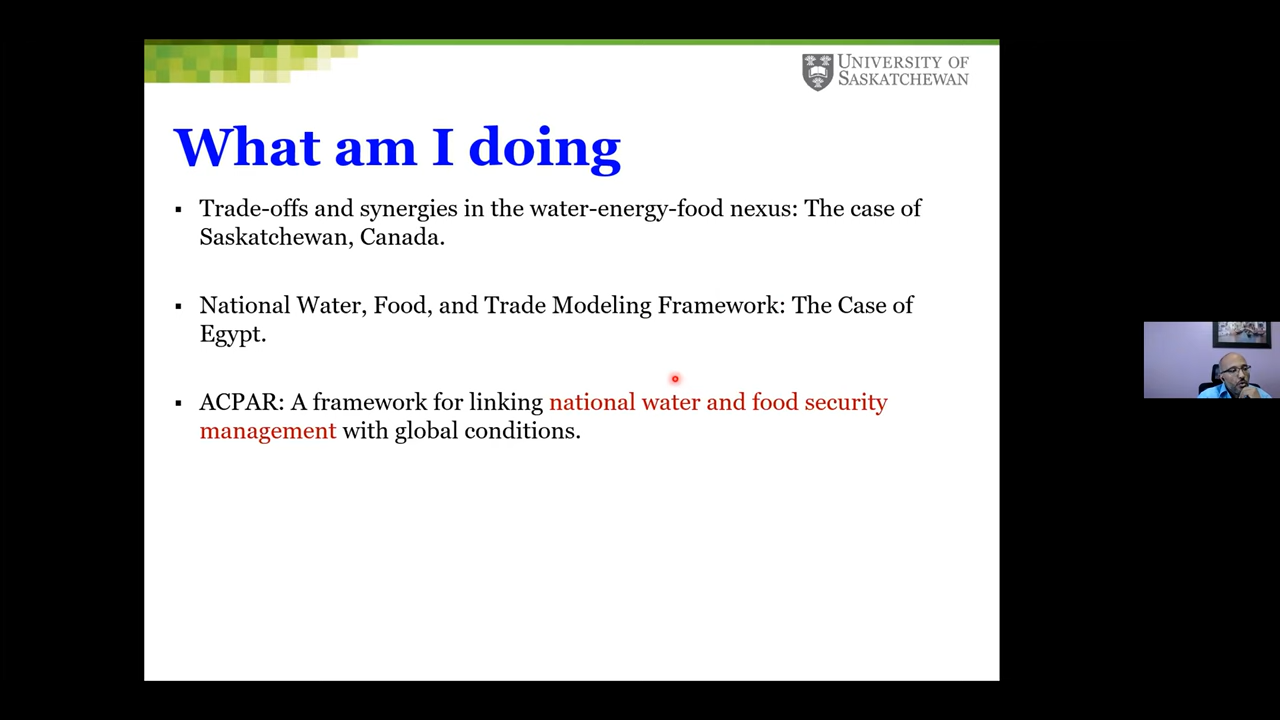 UNIVERSITY OF
SASKATCHEWAN
What am I doing
▪ Trade-offs and synergies in the water-energy-food nexus: The case of
Saskatchewan, Canada.
▪ National Water, Food, and Trade Modeling Framework: The Case of
Egypt.
▪ ACPAR: A framework for linking national water and food security
management with global conditions.